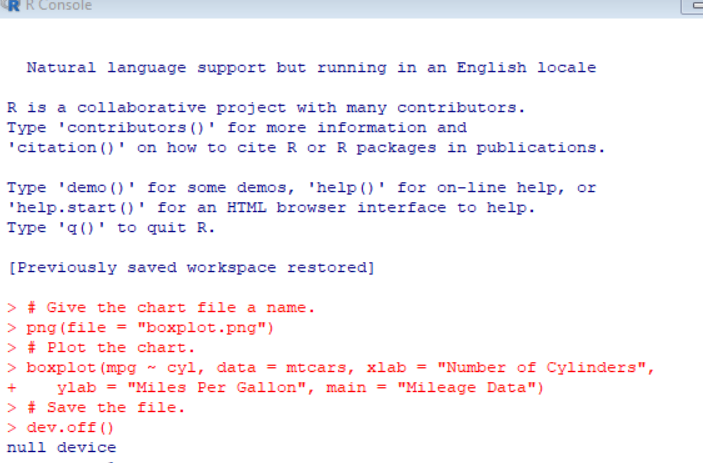 R Console
Natural language support but running in an English locale
R is a collaborative project with many contributors.
Type 'contributors()' for more information and
'citation()' on how to cite R or R packages in publications.
Type 'demo()' for some demos, 'help()' for on-line help, or
'help.start()' for an HTML browser interface to help.
Type 'q()' to quit R.
[Previously saved workspace restored]
> # Give the chart file a name.
> png(file = "boxplot.png")
> # Plot the chart.
> boxplot(mpg ~ cyl, data = mtcars, xlab = "Number of Cylinders",
+    ylab = "Miles Per Gallon", main = "Mileage Data")
> # Save the file.
> dev.off()
null device